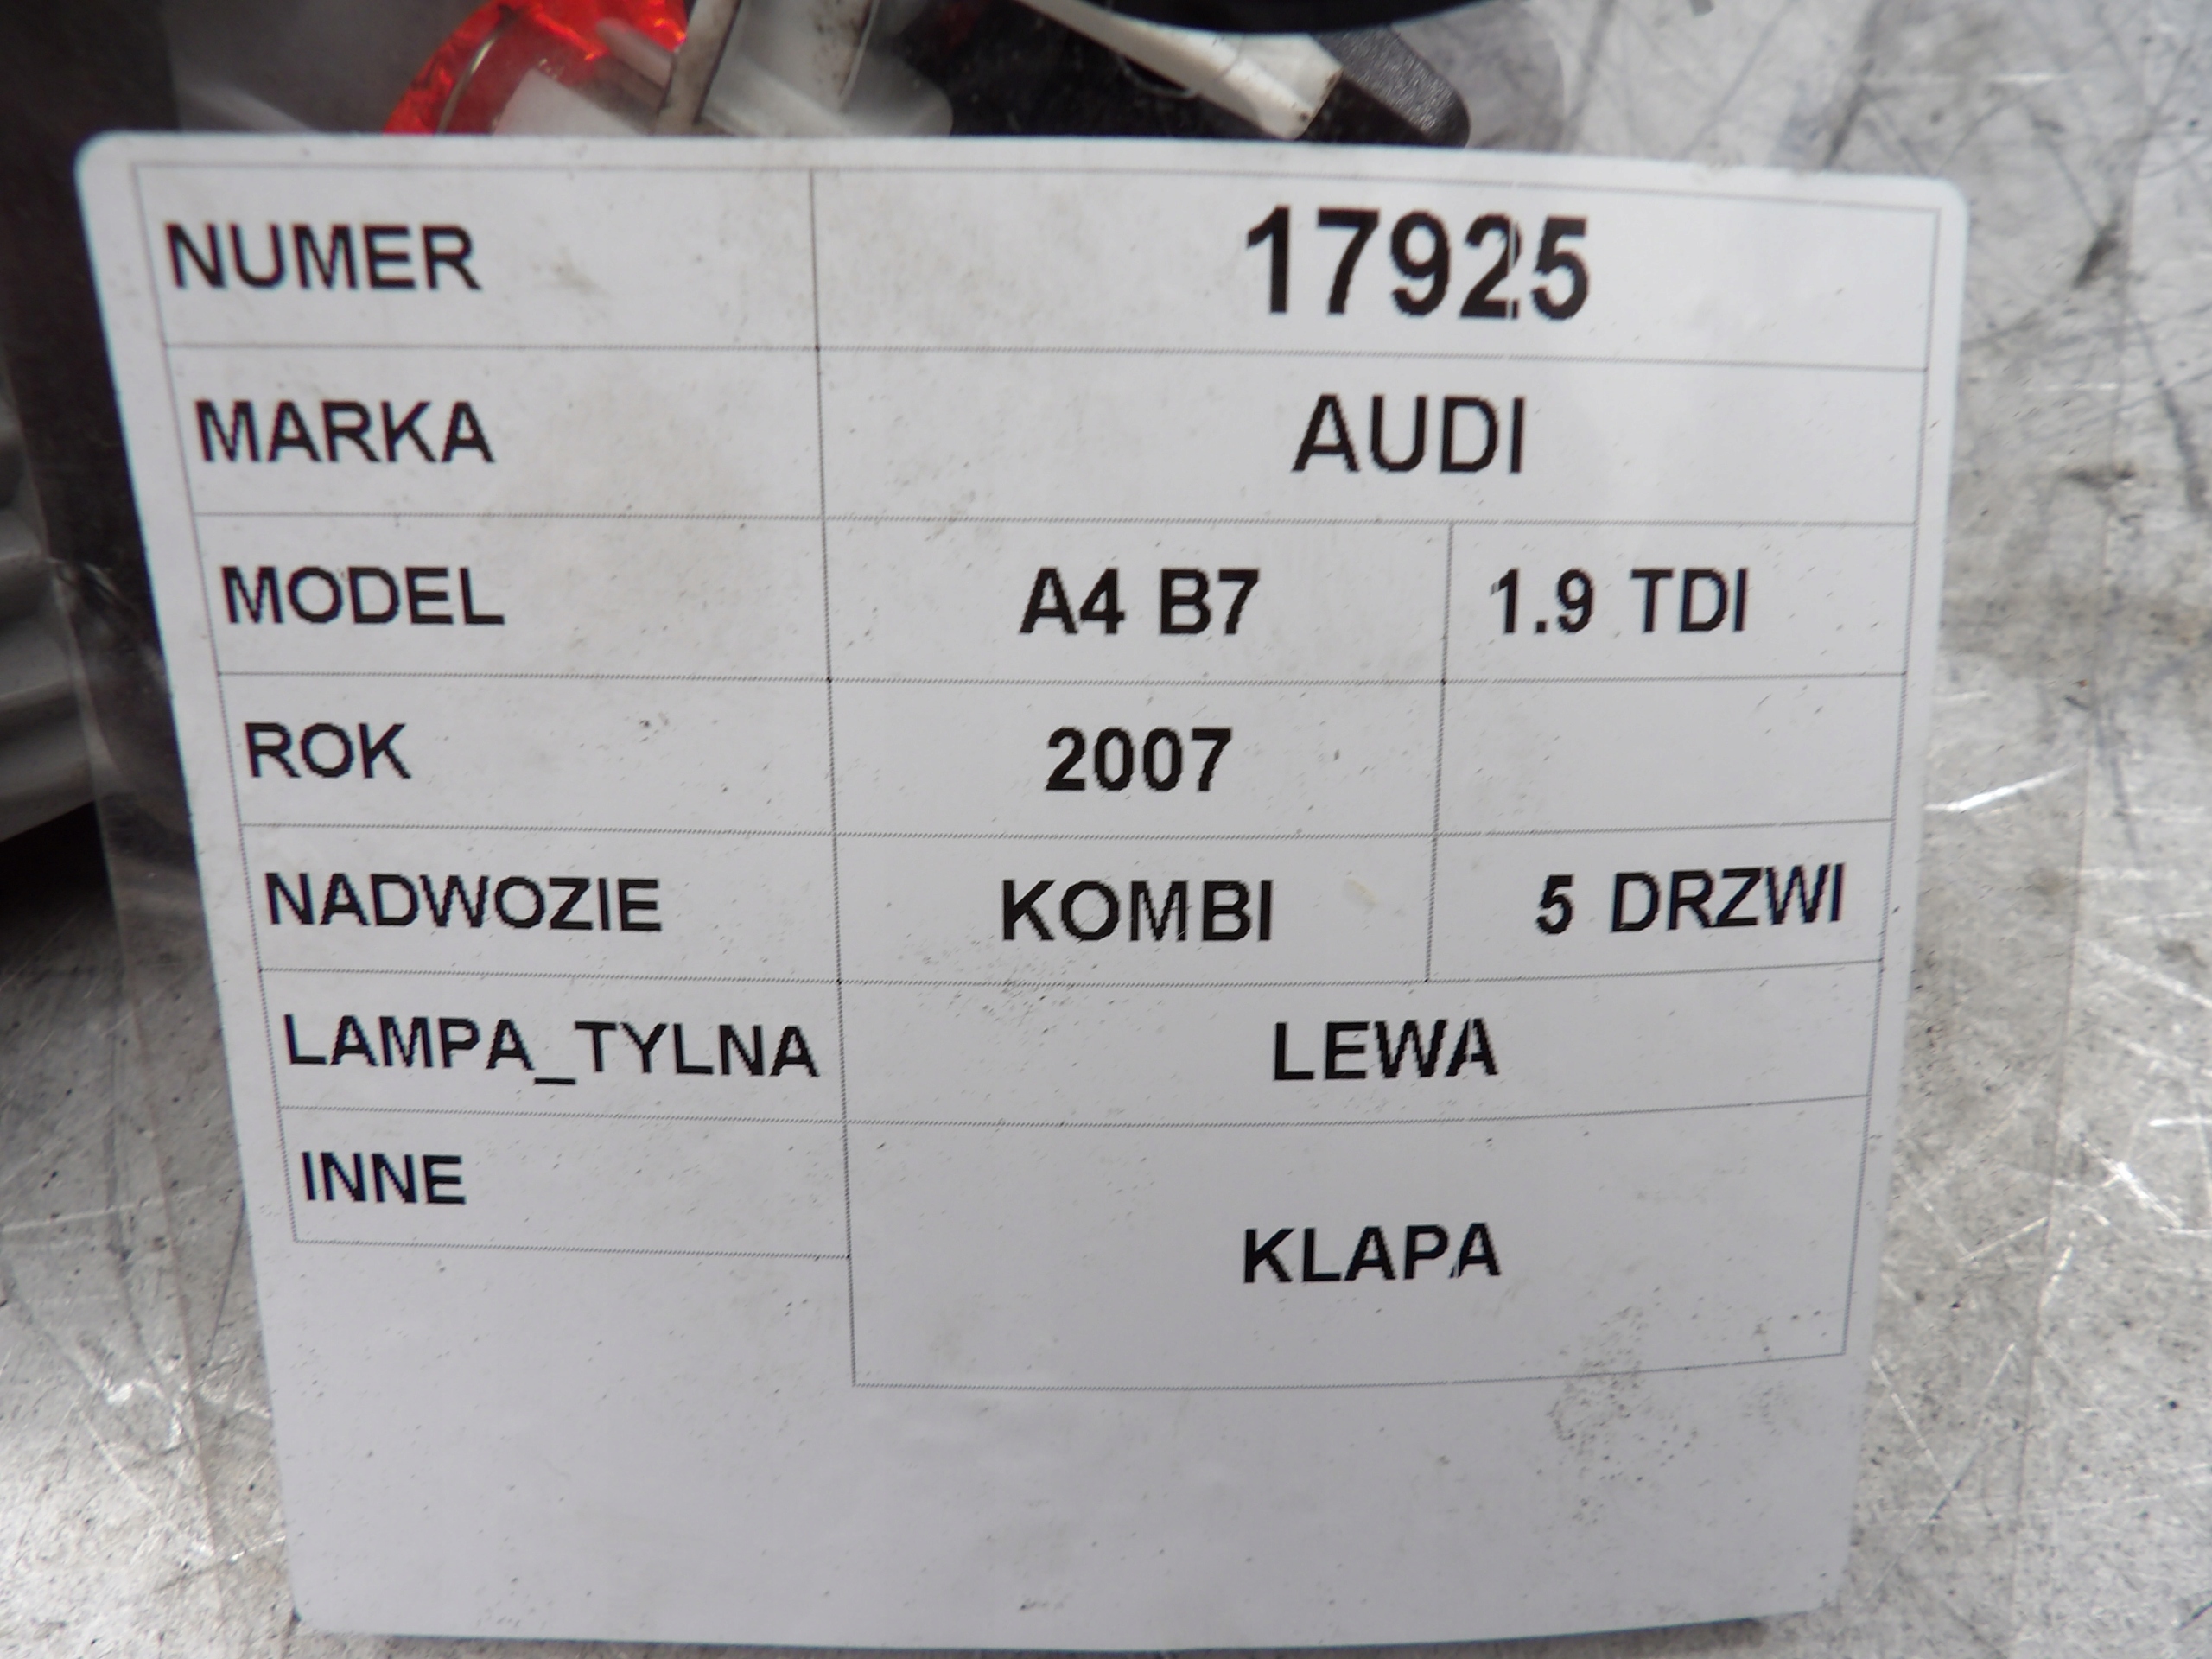 NUMER 17925
MARKA AUDI
MODEL A4 B7 1.9 TDI
ROK 2007
NADWOZIE KOMBI 5 DRZWI
LAMPA_TYLNA LEWA
INNE KLAPA